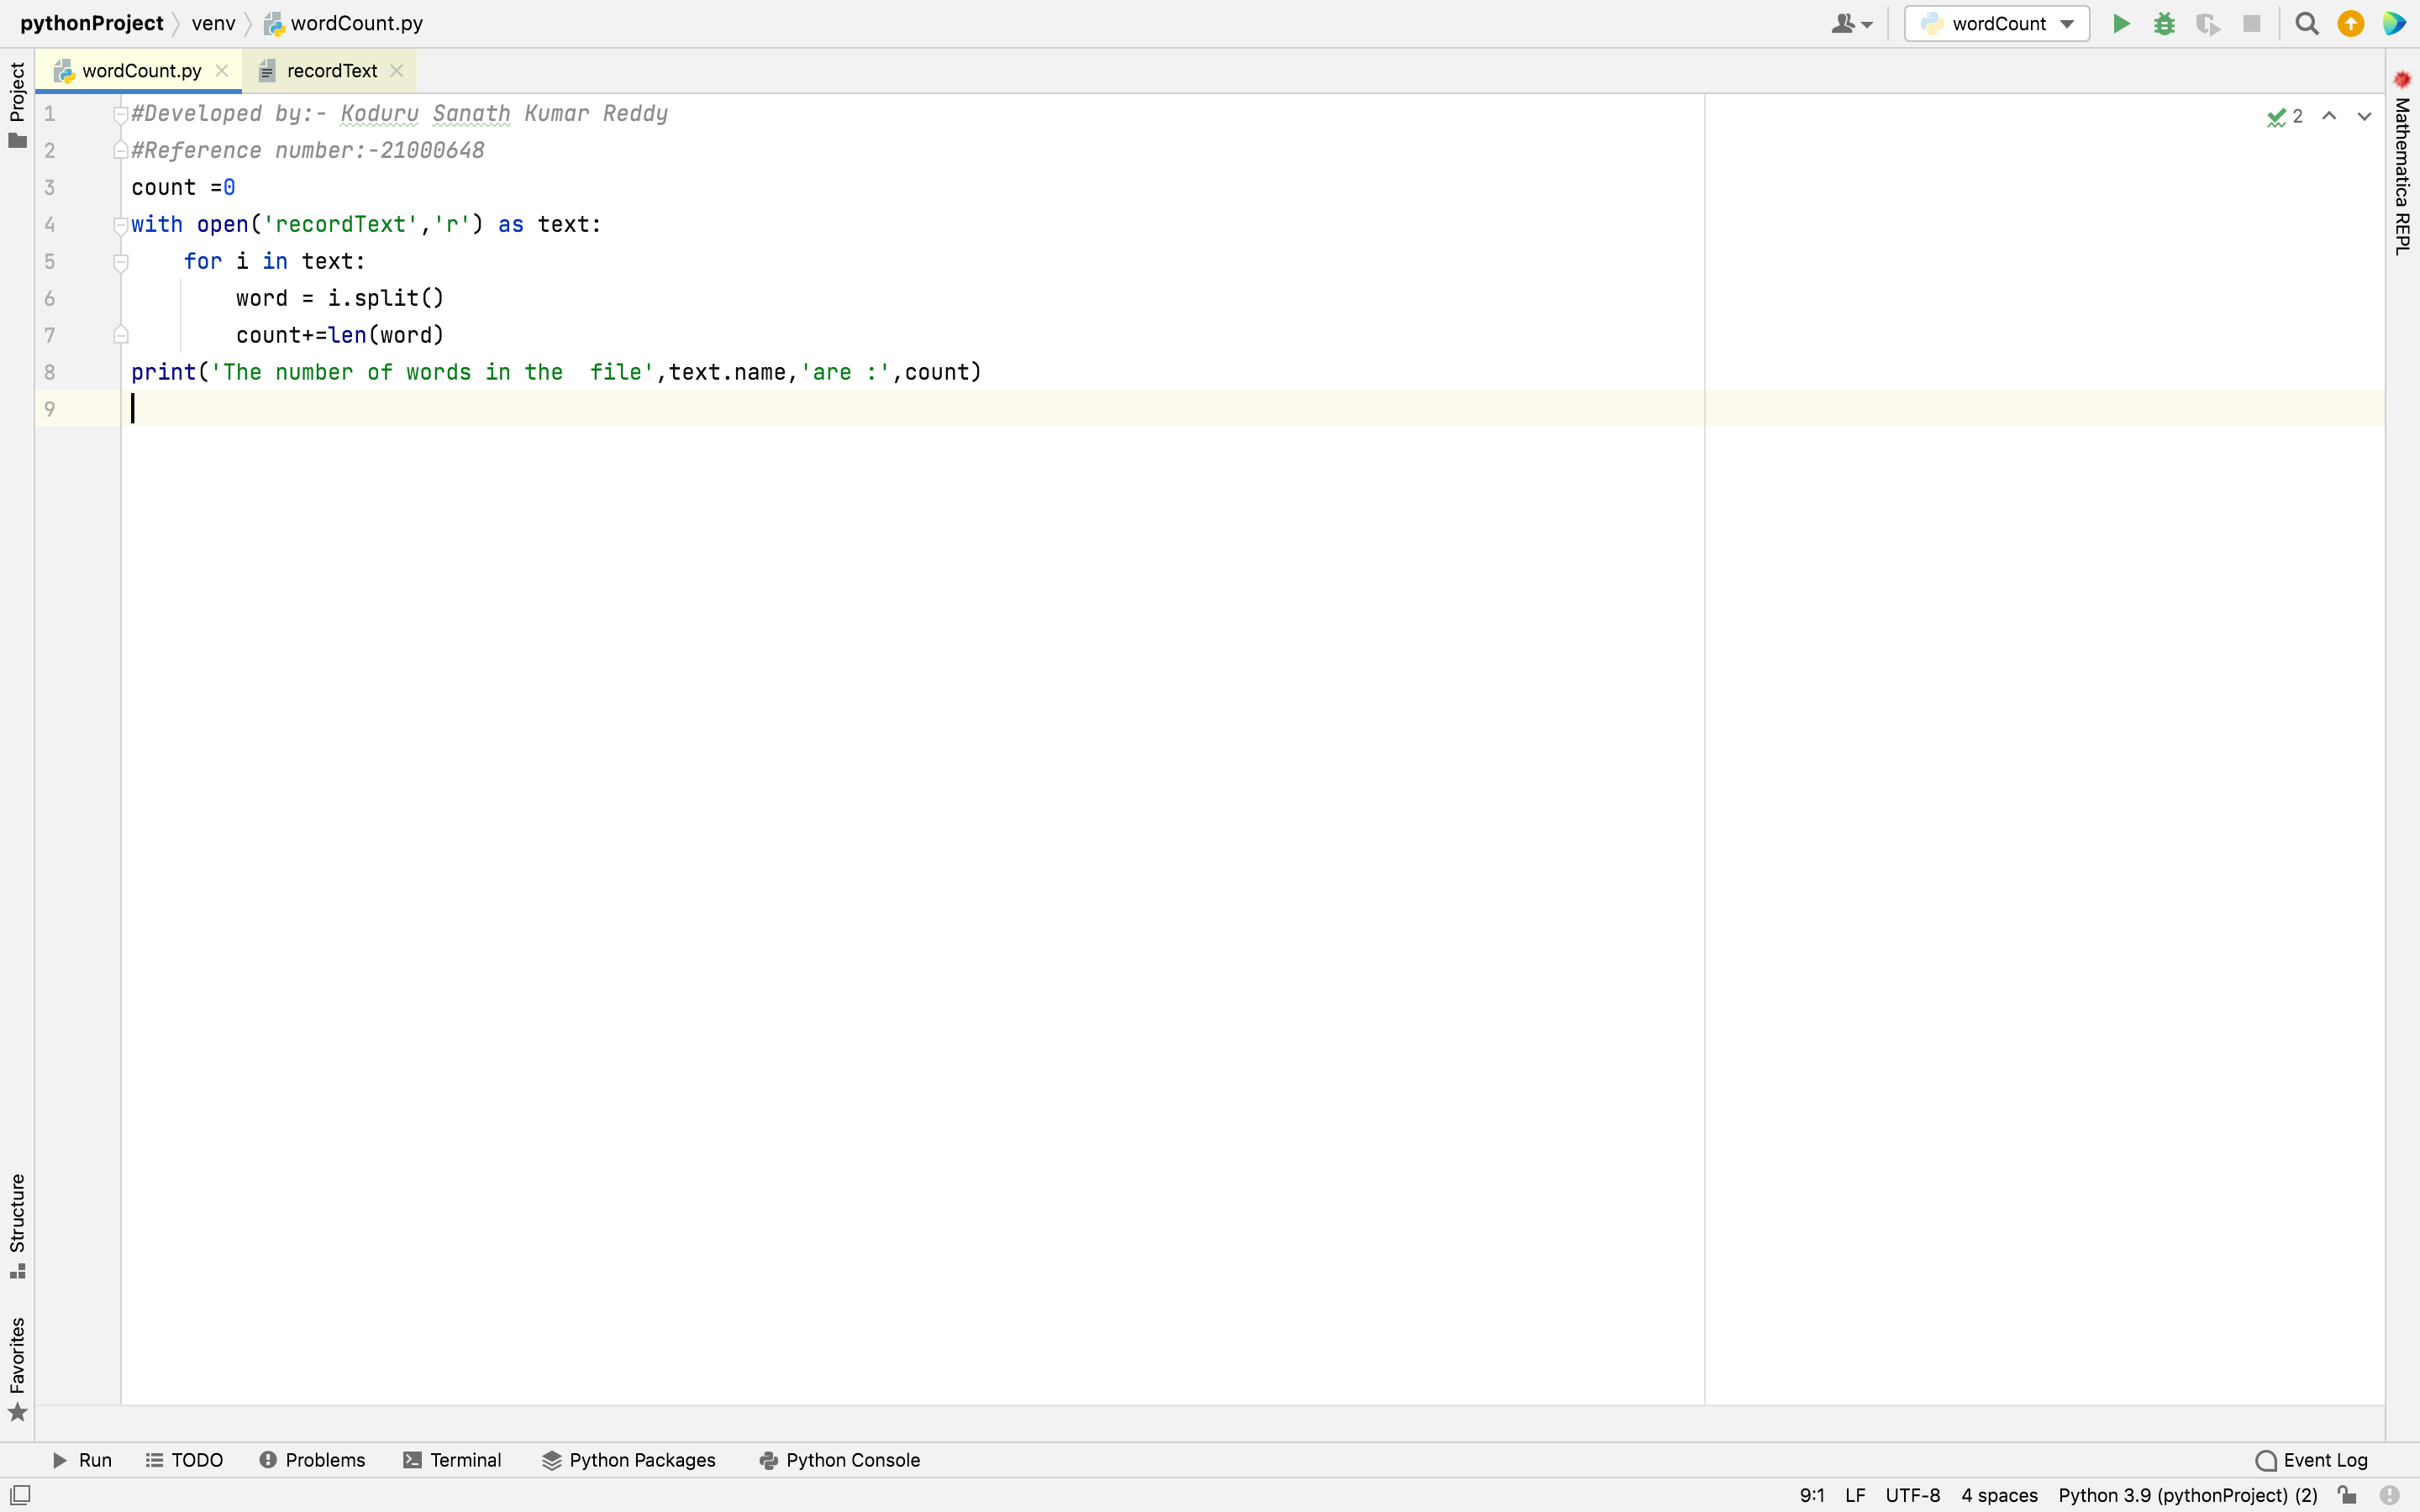 pythonProject venv wordCount.py wordCount
Project
wordCount.py recordText
1 #Developed by:- Koduru Sanath Kumar Reddy 2
2 #Reference number:-21000648
3 count =0
4 with open('recordText','r') as text:
5     for i in text:
6         word = i.split()
7         count+=len(word)
8 print('The number of words in the  file',text.name,'are :',count)
9
Mathematica REPL
Structure
Favorites
Run TODO Problems Terminal Python Packages Python Console Event Log
9:1 LF UTF-8 4 spaces Python 3.9 (pythonProject) (2)